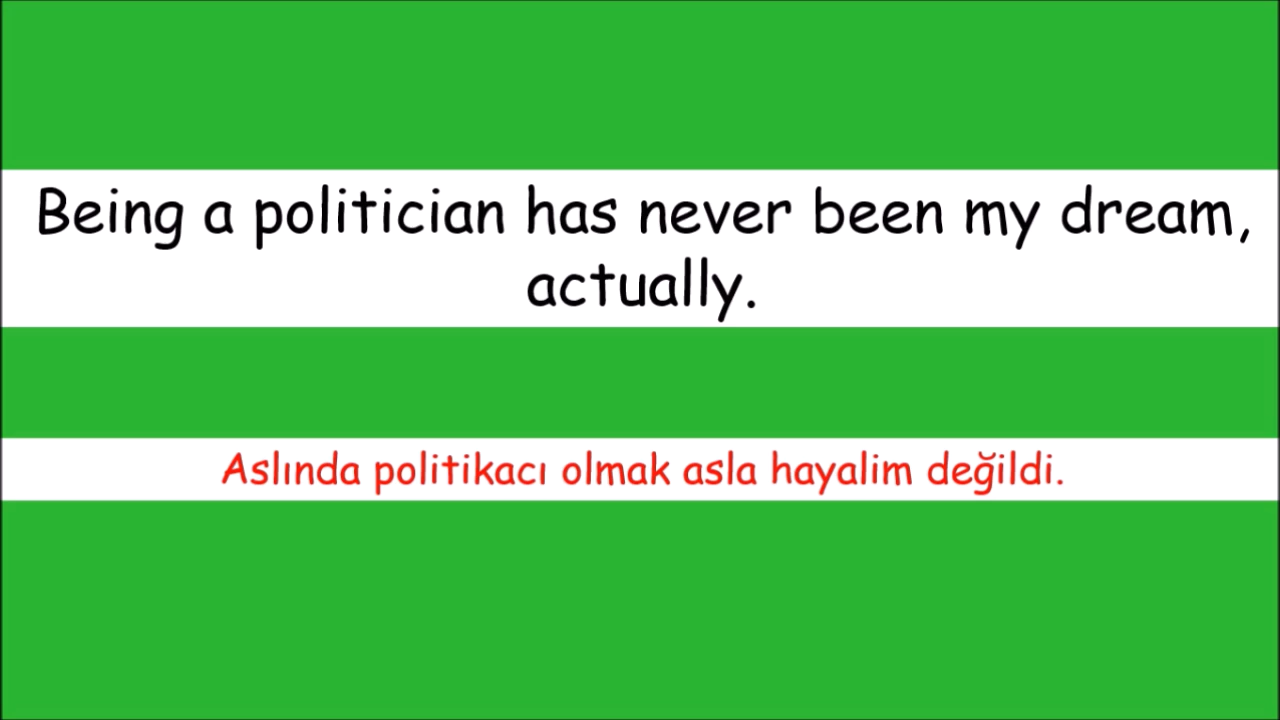 Being a politician has never been my dream,
actually.
Aslında politikacı olmak asla hayalim değildi.